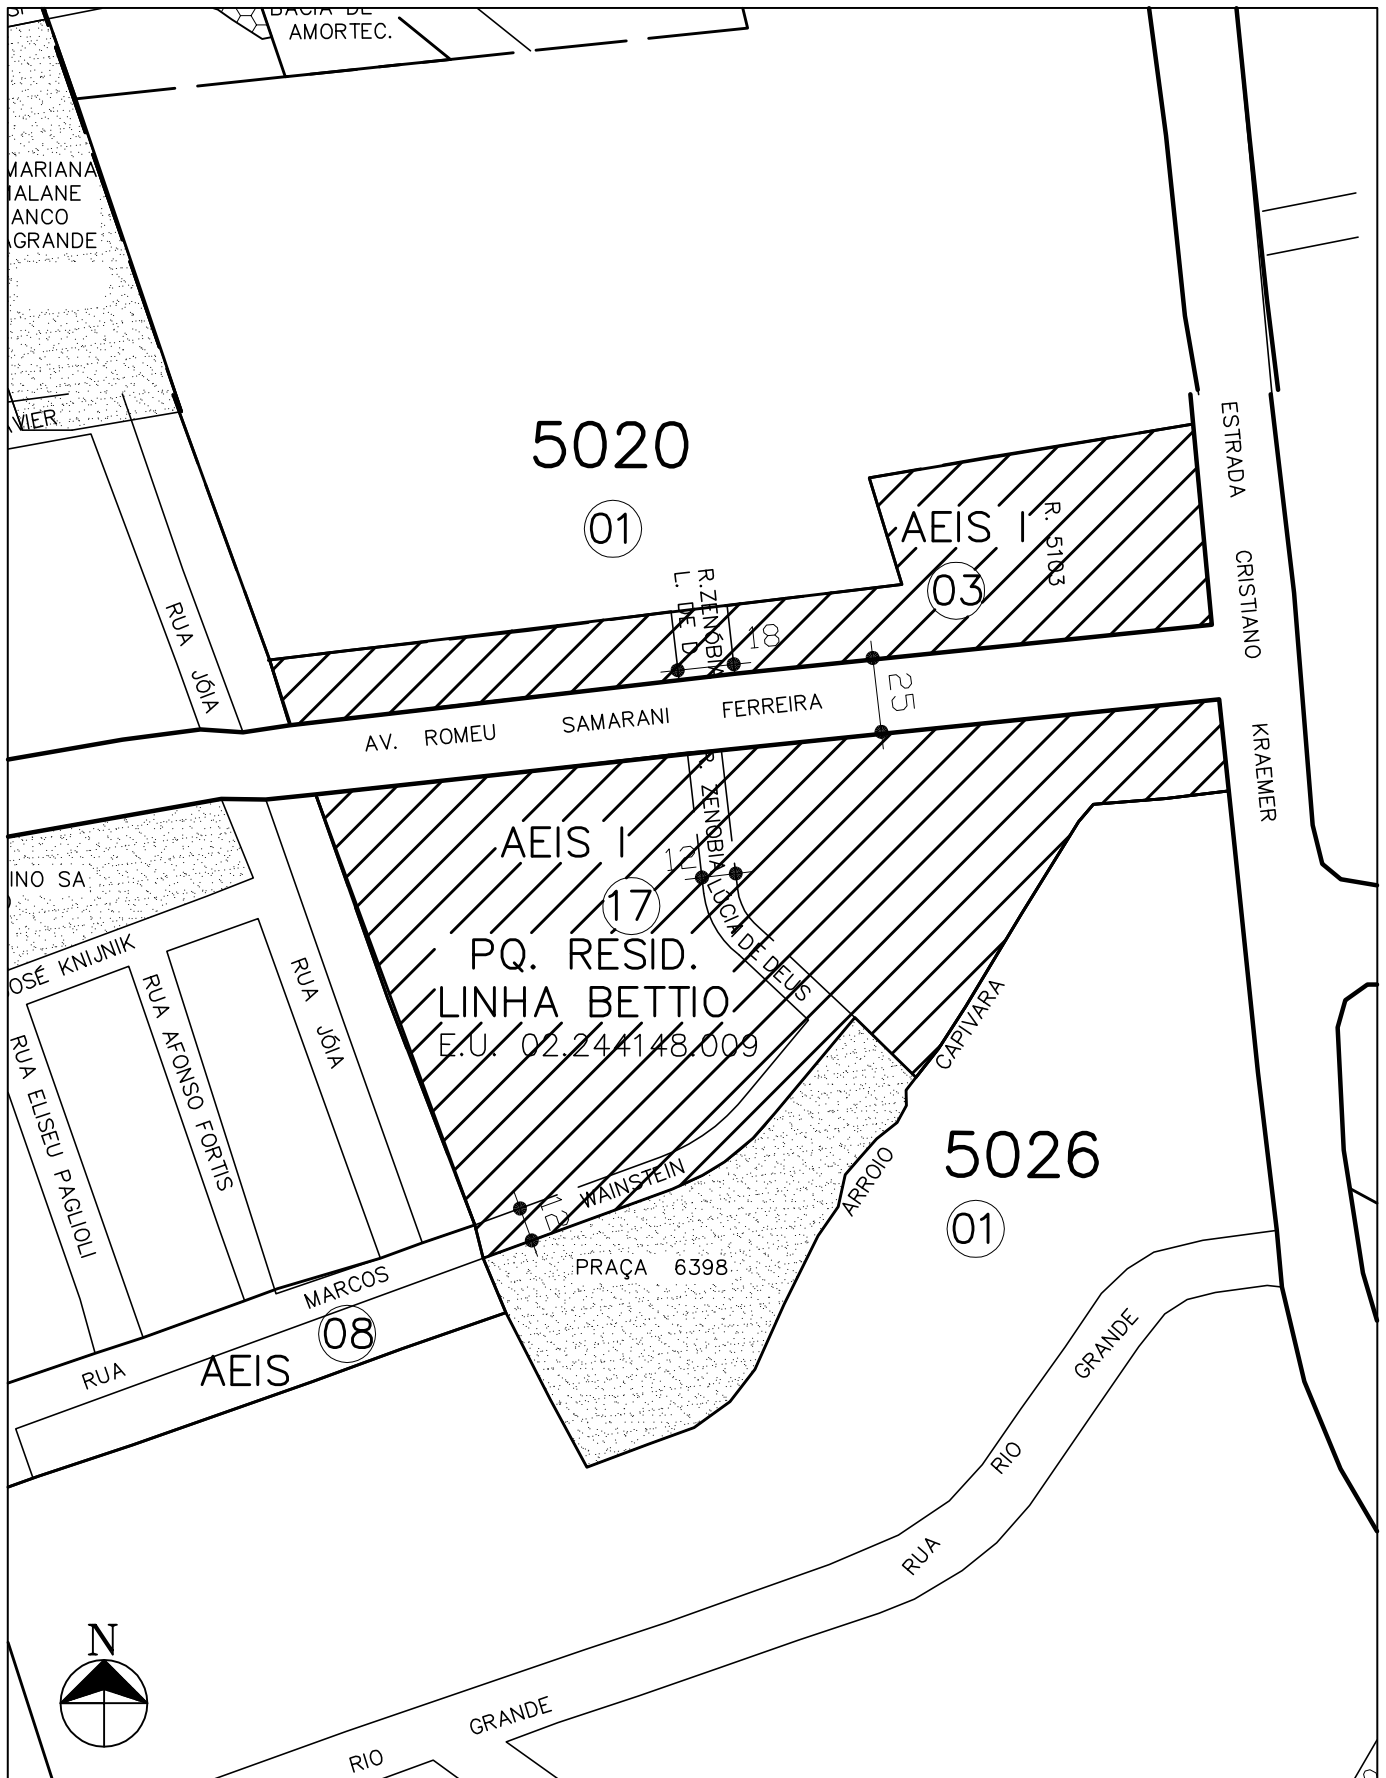 BACIA DE
AMORTEC.
MARIANA
ANCO
AGRANDE
VIER
5020
01
AEIS I
03
R. 5103
ESTRADA CRISTIANO KRAEMER
RUA JÓIA
R. ZENÓBIA
L. DE D.
18
25
AV. ROMEU SAMARANI FERREIRA
AEIS I
17
PQ. RESID.
LINHA BETTIO
E.U. 02.244148.009
12
R. ZENOBIA LÚCIA DE DEUS
INO SA
OSÉ KNIJNIK
RUA ELISEU PAGLIOLI
RUA AFONSO FORTIS
RUA JÓIA
ARROIO CAPIVARA
5026
01
12
RUA MARCOS WAINSTEIN
PRAÇA 6398
08
AEIS
RUA RIO GRANDE
N
RIO GRANDE